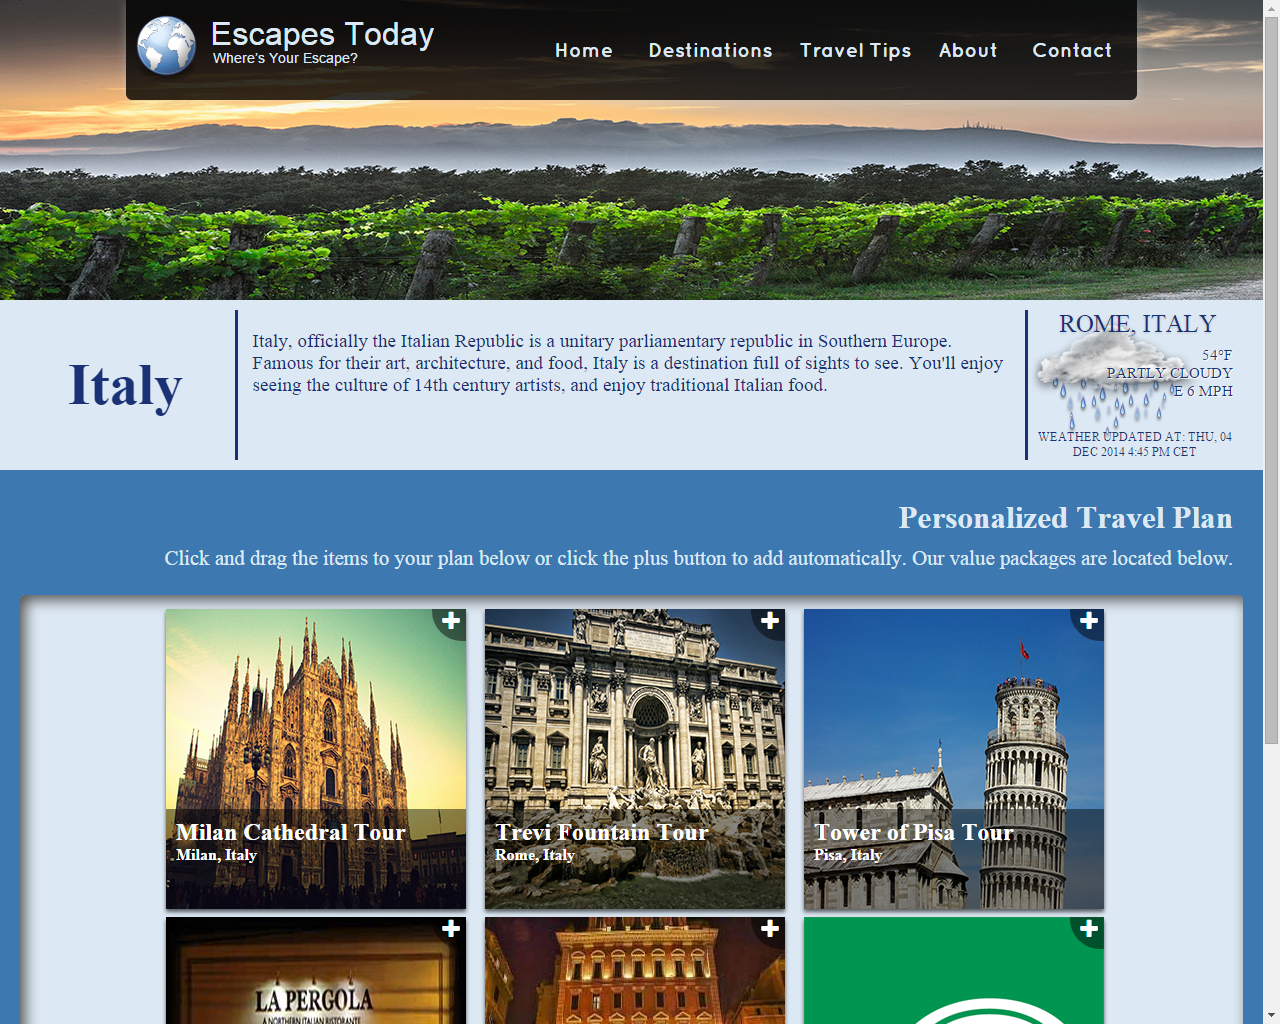 Escapes Today
Where's Your Escape?
Home Destinations Travel Tips About Contact
Italy
Italy, officially the Italian Republic is a unitary parliamentary republic in Southern Europe.
Famous for their art, architecture, and food, Italy is a destination full of sights to see. You'll enjoy
seeing the culture of 14th century artists, and enjoy traditional Italian food.
ROME, ITALY
54°F
PARTLY CLOUDY
E 6 MPH
WEATHER UPDATED AT: THU, 04
DEC 2014 4:45 PM CET
Personalized Travel Plan
Click and drag the items to your plan below or click the plus button to add automatically. Our value packages are located below.
Milan Cathedral Tour
Milan, Italy
Trevi Fountain Tour
Rome, Italy
Tower of Pisa Tour
Pisa, Italy
LA PERGOLA
A NORTHERN ITALIAN RISTORANTE